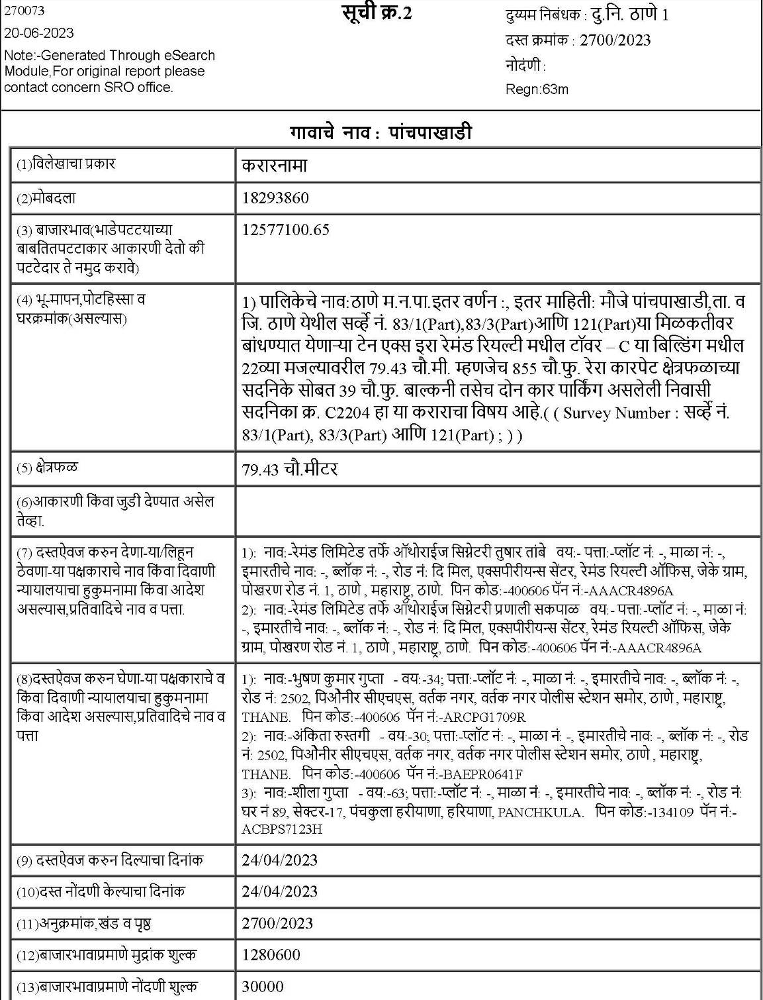 270073
सूची क्र.2
दुय्यम निबंधक : दु.नि. ठाणे 1
20-06-2023
दस्त क्रमांक : 2700/2023
Note:-Generated Through eSearch
Module,For original report please
contact concern SRO office.
नोदंणी :
Regn:63m
गावाचे नाव : पांचपाखाडी
(1)विलेखाचा प्रकार
करारनामा
(2)मोबदला
18293860
(3) बाजारभाव(भाडेपटटयाच्या
बाबतितपटटाकार आकारणी देतो की
पटटेदार ते नमुद करावे)
12577100.65
(4) भू-मापन,पोटहिस्सा व
घरक्रमांक(असल्यास)
1) पालिकेचे नाव:ठाणे म.न.पा.इतर वर्णन :, इतर माहिती: मौजे पांचपाखाडी,ता. व
जि. ठाणे येथील सर्व्हे नं. 83/1(Part),83/3(Part)आणि 121(Part)या मिळकतीवर
बांधण्यात येणाऱ्या टेन एक्स इरा रेमंड रियल्टी मधील टॉवर – C या बिल्डिंग मधील
22व्या मजल्यावरील 79.43 चौ.मी. म्हणजेच 855 चौ.फु. रेरा कारपेट क्षेत्रफळाच्या
सदनिके सोबत 39 चौ.फु. बाल्कनी तसेच दोन कार पार्किंग असलेली निवासी
सदनिका क्र. C2204 हा या कराराचा विषय आहे.( ( Survey Number : सर्व्हे नं.
83/1(Part), 83/3(Part) आणि 121(Part) ; ) )
(5) क्षेत्रफळ
79.43 चौ.मीटर
(6)आकारणी किंवा जुडी देण्यात असेल
तेव्हा.
(7) दस्तऐवज करुन देणा-या/लिहून
ठेवणा-या पक्षकाराचे नाव किंवा दिवाणी
न्यायालयाचा हुकुमनामा किंवा आदेश
असल्यास,प्रतिवादिचे नाव व पत्ता.
1): नाव:-रेमंड लिमिटेड तर्फे ऑथोराईज सिग्नेटरी तुषार तांबे वय:- पत्ता:-प्लॉट नं: -, माळा नं: -,
इमारतीचे नाव: -, ब्लॉक नं: -, रोड नं: दि मिल, एक्सपीरीयन्स सेंटर, रेमंड रियल्टी ऑफिस, जेके ग्राम,
पोखरण रोड नं. 1, ठाणे , महाराष्ट्र, ठाणे. पिन कोड:-400606 पॅन नं:-AAACR4896A
2): नाव:-रेमंड लिमिटेड तर्फे ऑथोराईज सिग्नेटरी प्रणाली सकपाळ वय:- पत्ता:-प्लॉट नं: -, माळा नं:
-, इमारतीचे नाव: -, ब्लॉक नं: -, रोड नं: दि मिल, एक्सपीरीयन्स सेंटर, रेमंड रियल्टी ऑफिस, जेके
ग्राम, पोखरण रोड नं. 1, ठाणे , महाराष्ट्र, ठाणे. पिन कोड:-400606 पॅन नं:-AAACR4896A
(8)दस्तऐवज करुन घेणा-या पक्षकाराचे व
किंवा दिवाणी न्यायालयाचा हुकुमनामा
किंवा आदेश असल्यास,प्रतिवादिचे नाव व
पत्ता
1): नाव:-भुषण कुमार गुप्ता - वय:-34; पत्ता:-प्लॉट नं: -, माळा नं: -, इमारतीचे नाव: -, ब्लॉक नं: -,
रोड नं: 2502, पिओेनीर सीएचएस, वर्तक नगर, वर्तक नगर पोलीस स्टेशन समोर, ठाणे , महाराष्ट्र,
THANE. पिन कोड:-400606 पॅन नं:-ARCPG1709R
2): नाव:-अंकिता रुस्तगी - वय:-30; पत्ता:-प्लॉट नं: -, माळा नं: -, इमारतीचे नाव: -, ब्लॉक नं: -, रोड
नं: 2502, पिओेनीर सीएचएस, वर्तक नगर, वर्तक नगर पोलीस स्टेशन समोर, ठाणे , महाराष्ट्र,
THANE. पिन कोड:-400606 पॅन नं:-BAEPR0641F
3): नाव:-शीला गुप्ता - वय:-63; पत्ता:-प्लॉट नं: -, माळा नं: -, इमारतीचे नाव: -, ब्लॉक नं: -, रोड नं:
घर नं 89, सेक्टर-17, पंचकुला हरीयाणा, हरियाणा, PANCHKULA. पिन कोड:-134109 पॅन नं:-
ACBPS7123H
(9) दस्तऐवज करुन दिल्याचा दिनांक
24/04/2023
(10)दस्त नोंदणी केल्याचा दिनांक
24/04/2023
(11)अनुक्रमांक,खंड व पृष्ठ
2700/2023
(12)बाजारभावाप्रमाणे मुद्रांक शुल्क
1280600
(13)बाजारभावाप्रमाणे नोंदणी शुल्क
30000